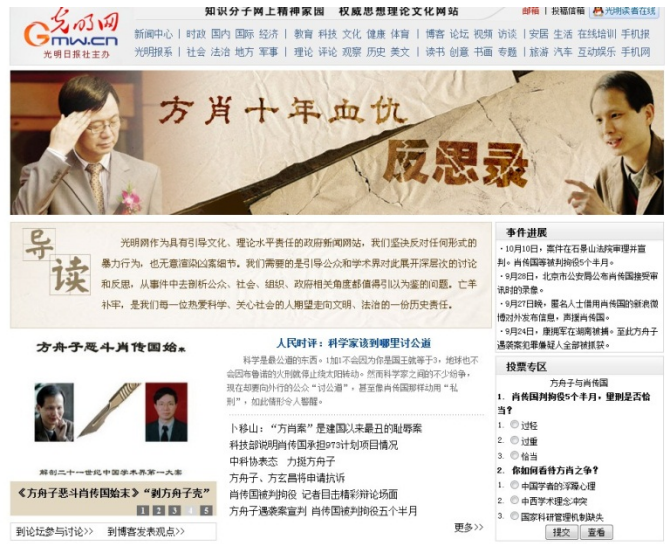 知识分子网上精神家园 权威思想理论文化网站
邮箱 | 投稿信箱 光明读者在线
光明网
Gmw.cn
光明日报社主办
新闻中心 | 时政 国内 国际 经济 | 教育 科技 文化 健康 体育 | 博客 论坛 视频 访谈 | 安居 生活 在线培训 手机报
光明报系 | 社会 法治 地方 军事 | 理论 评论 观察 历史 美文 | 读书 创意 书画 专题 | 旅游 汽车 互动娱乐 手机网
方肖十年血仇
反思录
导读
光明网作为具有引导文化、理论水平责任的政府新闻网站，我们坚决反对任何形式的
暴力行为，也无意渲染凶案细节。我们需要的是引导公众和学术界对此展开深层次的讨论
和反思，从事件中去剖析公众、社会、组织、政府相关角度都值得引以为鉴的问题。亡羊
补牢，是我们每一位热爱科学、关心社会的人期望走向文明、法治的一份历史责任。
方舟子恶斗肖传国始末
解剖二十一世纪中国学术界第一大案
《方舟子恶斗肖传国始末》“剥方舟子壳”
1 2 3 4 5
到论坛参与讨论>> 到博客发表观点>>
人民时评：科学家该到哪里讨公道
科学是最公道的东西。1加1不会因为你是国王就等于3，地球也不
会因布鲁诺的火刑就停止绕太阳转动。然而科学家之间的不少纷争，
现在却要向外行的公众“讨公道”，甚至像肖传国那样动用“私
刑”，如此情形令人警醒。
卜移山：“方肖案”是建国以来最丑的耻辱案
科技部说明肖传国承担973计划项目情况
中科协表态 力挺方舟子
方舟子、方玄昌将申请抗诉
肖传国被判拘役 记者目击精彩辩论场面
方舟子遇袭案宣判 肖传国被判拘役五个半月
更多>>
事件进展
·10月10日，案件在石景山法院审理并宣
判。肖传国等被判拘役5个半月。
·9月28日，北京市公安局公布肖传国接受审
讯时的录像。
·9月27日晚，匿名人士借用肖传国的新浪微
博对外发布信息，声援肖传国。
·9月24日，康拥军在湖南被捕。至此方舟子
遇袭案犯罪嫌疑人全部被抓获。
投票专区
方舟子与肖传国
1. 肖传国判拘役5个半月，量刑是否恰
当？
1. 过轻
2. 过重
3. 恰当
2. 你如何看待方肖之争？
1. 中国学者的浮躁心理
2. 中西学术理念冲突
3. 国家科研管理机制缺失
提交 查看